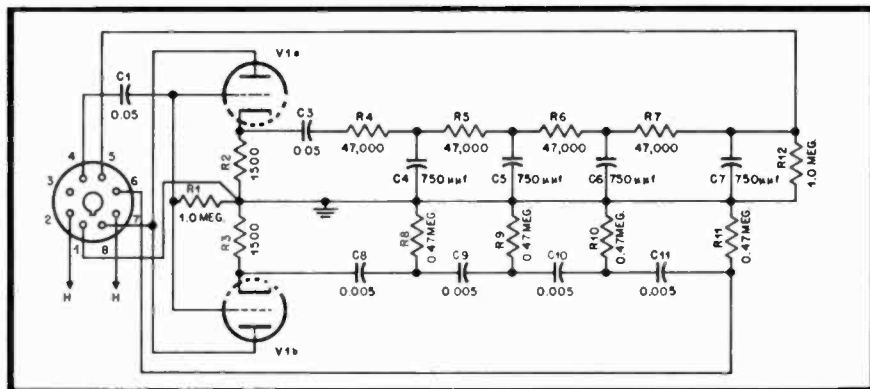 V1a
C1
0.05
C3
0.05
R4
47,000
R5
47,000
R6
47,000
R7
47,000
4
5
3
6
2
7
1
8
R2
1500
R1
1.0 MEG.
R3
1500
C4
750µµf
C5
750µµf
C6
750µµf
C7
750µµf
R12
1.0 MEG.
R8
0.47MEG.
R9
0.47MEG.
R10
0.47MEG.
R11
0.47MEG.
C8
0.005
C9
0.005
C10
0.005
C11
0.005
H
H
V1b